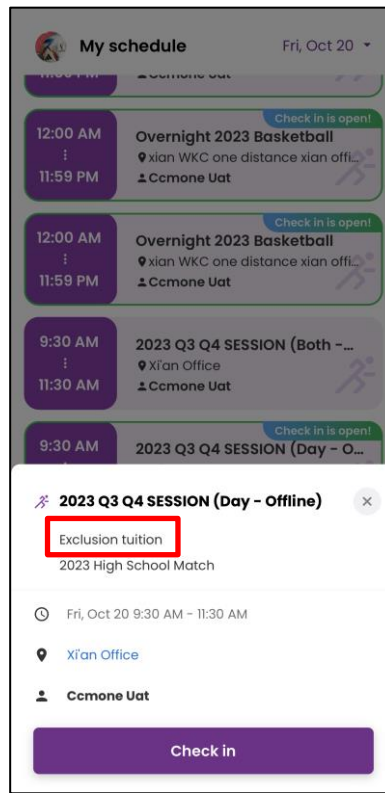 My schedule
Fri, Oct 20
Check in is open!
12:00 AM
Overnight 2023 Basketball
xian WKC one distance xian offi...
11:59 PM
Ccmone Uat
Check in is open!
12:00 AM
Overnight 2023 Basketball
xian WKC one distance xian offi...
11:59 PM
Ccmone Uat
9:30 AM
2023 Q3 Q4 SESSION (Both -...
Xi'an Office
11:30 AM
Ccmone Uat
Check in is open!
9:30 AM
2023 Q3 Q4 SESSION (Day - O...
2023 Q3 Q4 SESSION (Day - Offline)
Exclusion tuition
2023 High School Match
Fri, Oct 20 9:30 AM - 11:30 AM
Xi'an Office
Ccmone Uat
Check in